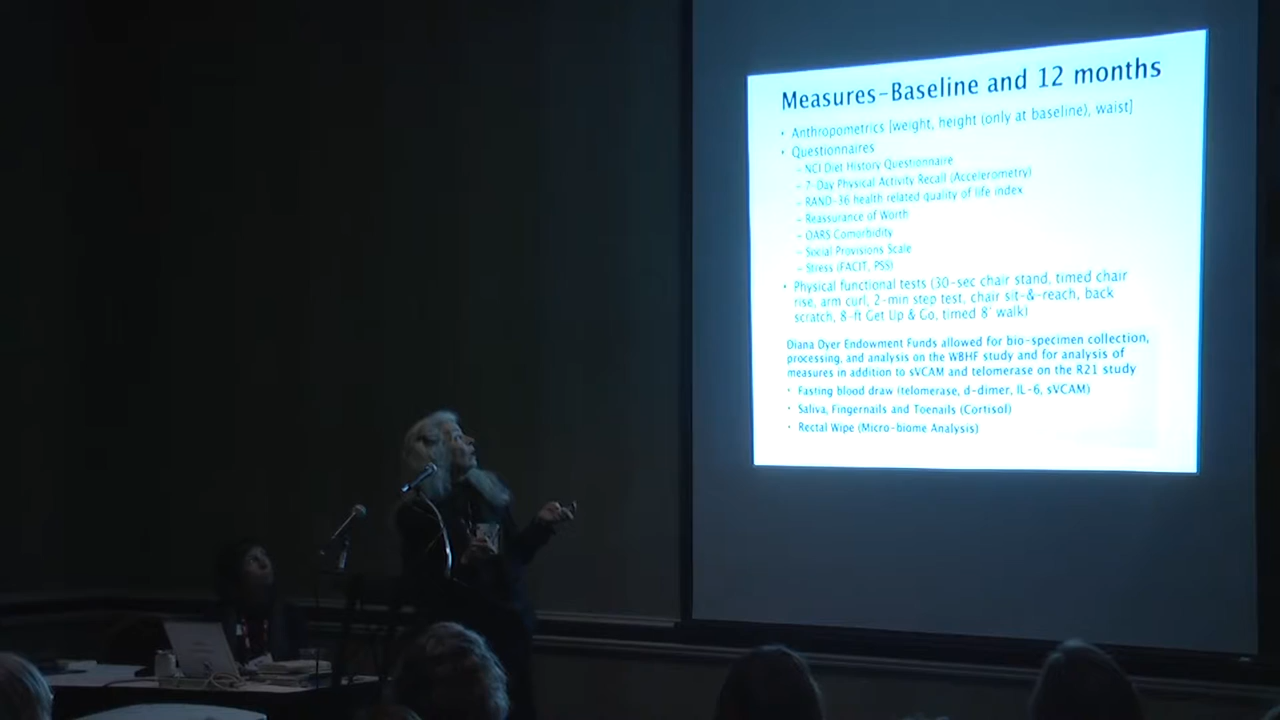 Measures-Baseline and 12 months
• Anthropometrics [weight, height (only at baseline), waist]
• Questionnaires
– NCI Diet History Questionnaire
– 7-Day Physical Activity Recall (Accelerometry)
– RAND-36 health related quality of life index
– Reassurance of Worth
– OARS Comorbidity
– Social Provisions Scale
– Stress (FACIT, PSS)
• Physical functional tests (30-sec chair stand, timed chair
rise, arm curl, 2-min step test, chair sit-&-reach, back
scratch, 8-ft Get Up & Go, timed 8' walk)
Diana Dyer Endowment Funds allowed for bio-specimen collection,
processing, and analysis on the WBHF study and for analysis of
measures in addition to sVCAM and telomerase on the R21 study
• Fasting blood draw (telomerase, d-dimer, IL-6, sVCAM)
• Saliva, Fingernails and Toenails (Cortisol)
• Rectal Wipe (Micro-biome Analysis)